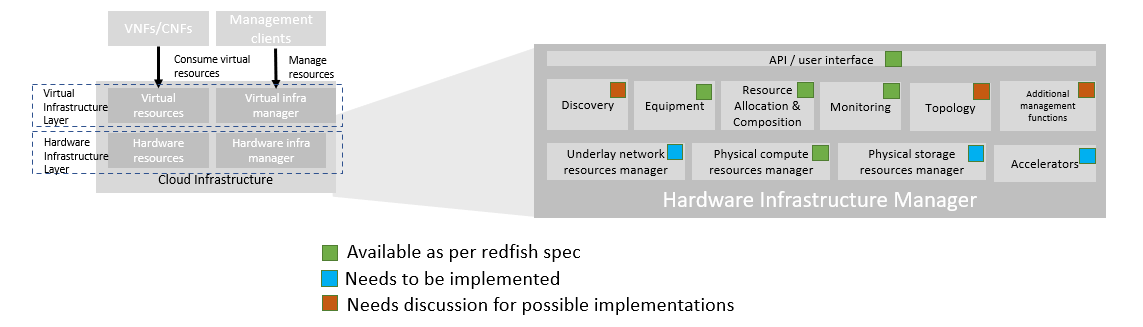 VNFs/CNFs
Management
clients
Consume virtual
resources
Manage
resources
Virtual
Infrastructure
Layer
Virtual
resources
Virtual infra
manager
Hardware
Infrastructure
Layer
Hardware
resources
Hardware infra
manager
Cloud Infrastructure
API / user interface
Discovery
Equipment
Resource
Allocation &
Composition
Monitoring
Topology
Additional
management
functions
Underlay network
resources manager
Physical compute
resources manager
Physical storage
resources manager
Accelerators
Hardware Infrastructure Manager
Available as per redfish spec
Needs to be implemented
Needs discussion for possible implementations